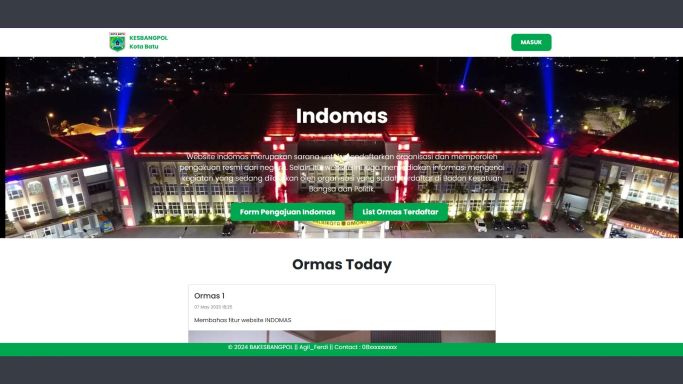 KESBANGPOL
Kota Batu
MASUK
Indomas
Website Indomas merupakan sarana untuk mendaftarkan organisasi dan memperoleh
pengakuan resmi dari negara. Selain itu, website ini juga menyediakan informasi mengenai
kegiatan yang sedang dilakukan oleh organisasi yang sudah terdaftar di Badan Kesatuan
Bangsa dan Politik.
Form Pengajuan Indomas
List Ormas Terdaftar
Ormas Today
Ormas 1
07 May 2023 18:25
Membahas fitur website INDOMAS
© 2024 BAKESBANGPOL || Agil_Ferdi || Contact : 08xxxxxxxxx